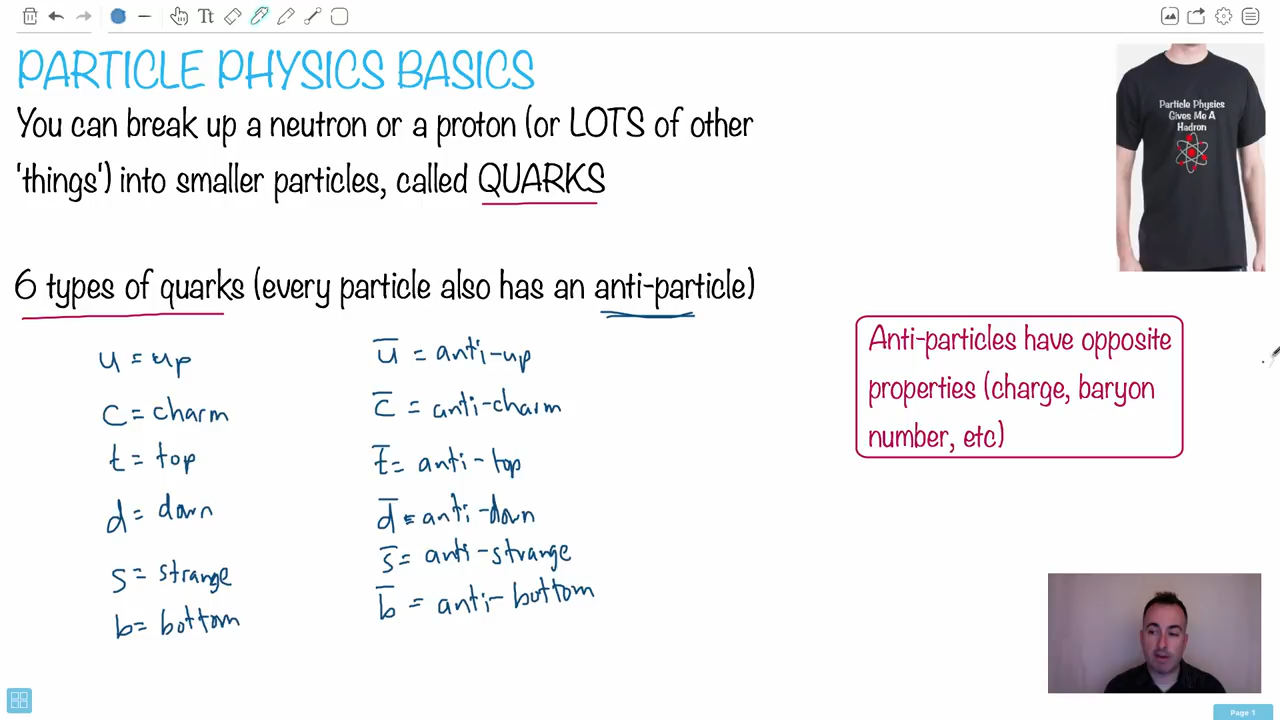 Tt
PARTICLE PHYSICS BASICS
You can break up a neutron or a proton (or LOTS of other
'things') into smaller particles, called QUARKS
Particle Physics
Gives Me A
Hadron
6 types of quarks (every particle also has an anti-particle)
u = up
c = charm
t = top
d = down
s = strange
b = bottom
u̅ = anti-up
c̅ = anti-charm
t̅ = anti-top
d̅ = anti-down
s̅ = anti-strange
b̅ = anti-bottom
Anti-particles have opposite
properties (charge, baryon
number, etc)
Page 1